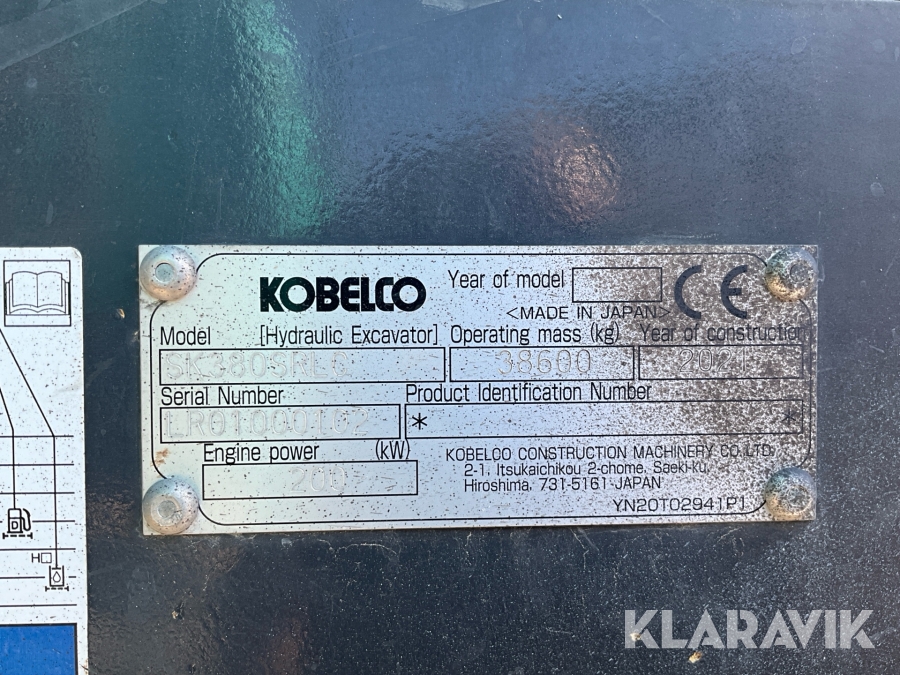 KOBELCO Year of model CE
<MADE IN JAPAN>
Model [Hydraulic Excavator] Operating mass (kg) Year of construction
SK380SRLC 38600 2021
Serial Number Product Identification Number
LR01000102 * *
Engine power (kW)
200
KOBELCO CONSTRUCTION MACHINERY CO.,LTD.
2-1, Itsukaichikou 2-chome, Saeki-ku,
Hiroshima, 731-5161 JAPAN
YN20T02941P1
H
KLARAVIK